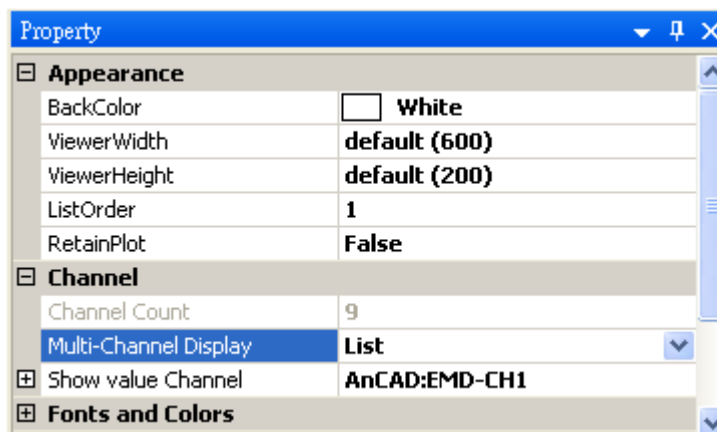 Property
Appearance
BackColor White
ViewerWidth default (600)
ViewerHeight default (200)
ListOrder 1
RetainPlot False
Channel
Channel Count 9
Multi-Channel Display List
Show value Channel AnCAD:EMD-CH1
Fonts and Colors